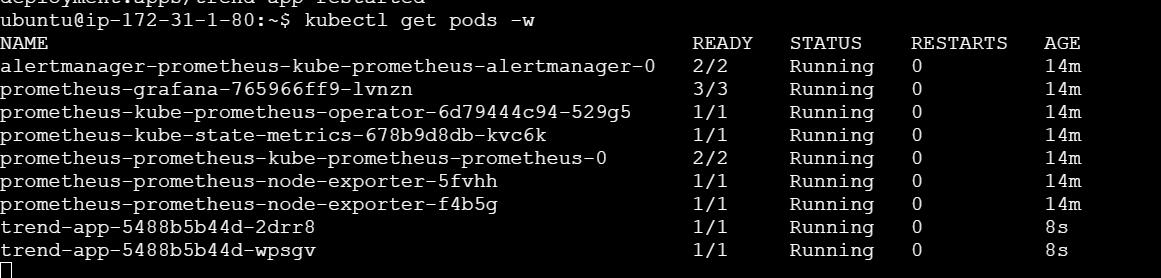 deployment.apps/trend-app restarted
ubuntu@ip-172-31-1-80:~$ kubectl get pods -w
NAME READY STATUS RESTARTS AGE
alertmanager-prometheus-kube-prometheus-alertmanager-0 2/2 Running 0 14m
prometheus-grafana-765966ff9-lvnzn 3/3 Running 0 14m
prometheus-kube-prometheus-operator-6d79444c94-529g5 1/1 Running 0 14m
prometheus-kube-state-metrics-678b9d8db-kvc6k 1/1 Running 0 14m
prometheus-prometheus-kube-prometheus-prometheus-0 2/2 Running 0 14m
prometheus-prometheus-node-exporter-5fvhh 1/1 Running 0 14m
prometheus-prometheus-node-exporter-f4b5g 1/1 Running 0 14m
trend-app-5488b5b44d-2drr8 1/1 Running 0 8s
trend-app-5488b5b44d-wpsgv 1/1 Running 0 8s